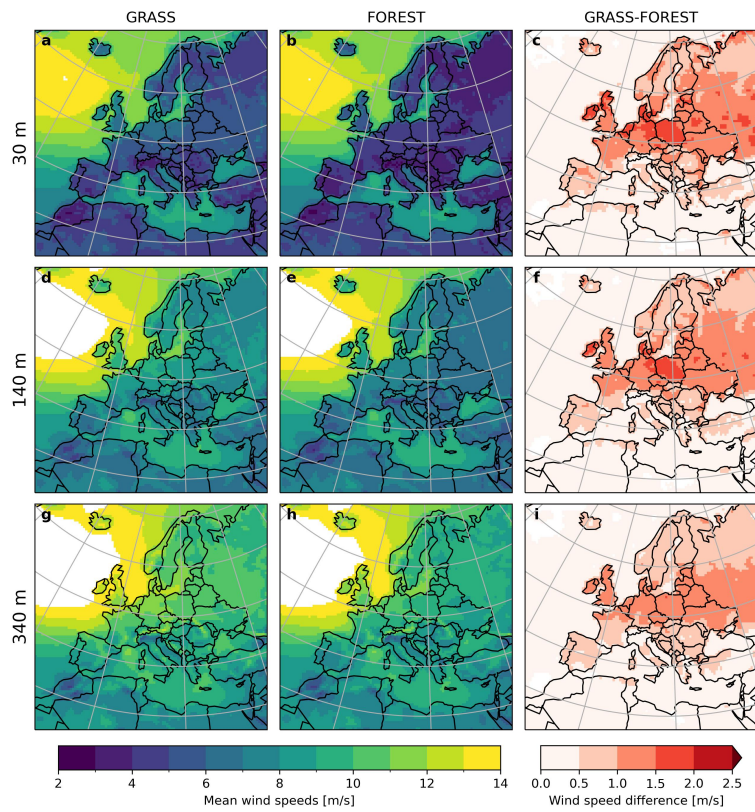 GRASS FOREST GRASS-FOREST
30 m
a b c
140 m
d e f
340 m
g h i
2 4 6 8 10 12 14
Mean wind speeds [m/s]
0.0 0.5 1.0 1.5 2.0 2.5
Wind speed difference [m/s]